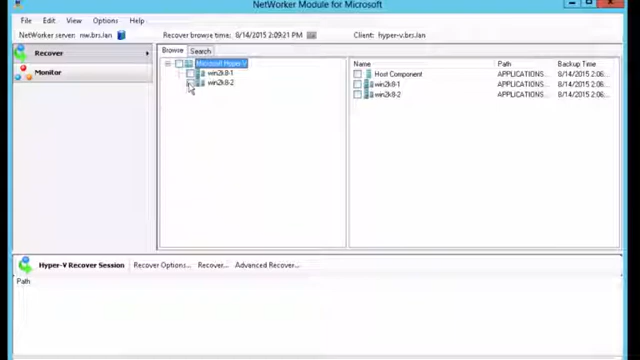 NetWorker Module for Microsoft
File Edit View Options Help
NetWorker server: nw.brs.lan Recover browse time: 8/14/2015 2:09:21 PM Client: hyper-v.brs.lan
Recover
Monitor
Browse Search
Microsoft Hyper-V
win2k8-1
win2k8-2
Name Path Backup Time
Host Component APPLICATIONS... 8/14/2015 2:06...
win2k8-1 APPLICATIONS... 8/14/2015 2:06...
win2k8-2 APPLICATIONS... 8/14/2015 2:06...
Hyper-V Recover Session Recover Options... Recover... Advanced Recover...
Path